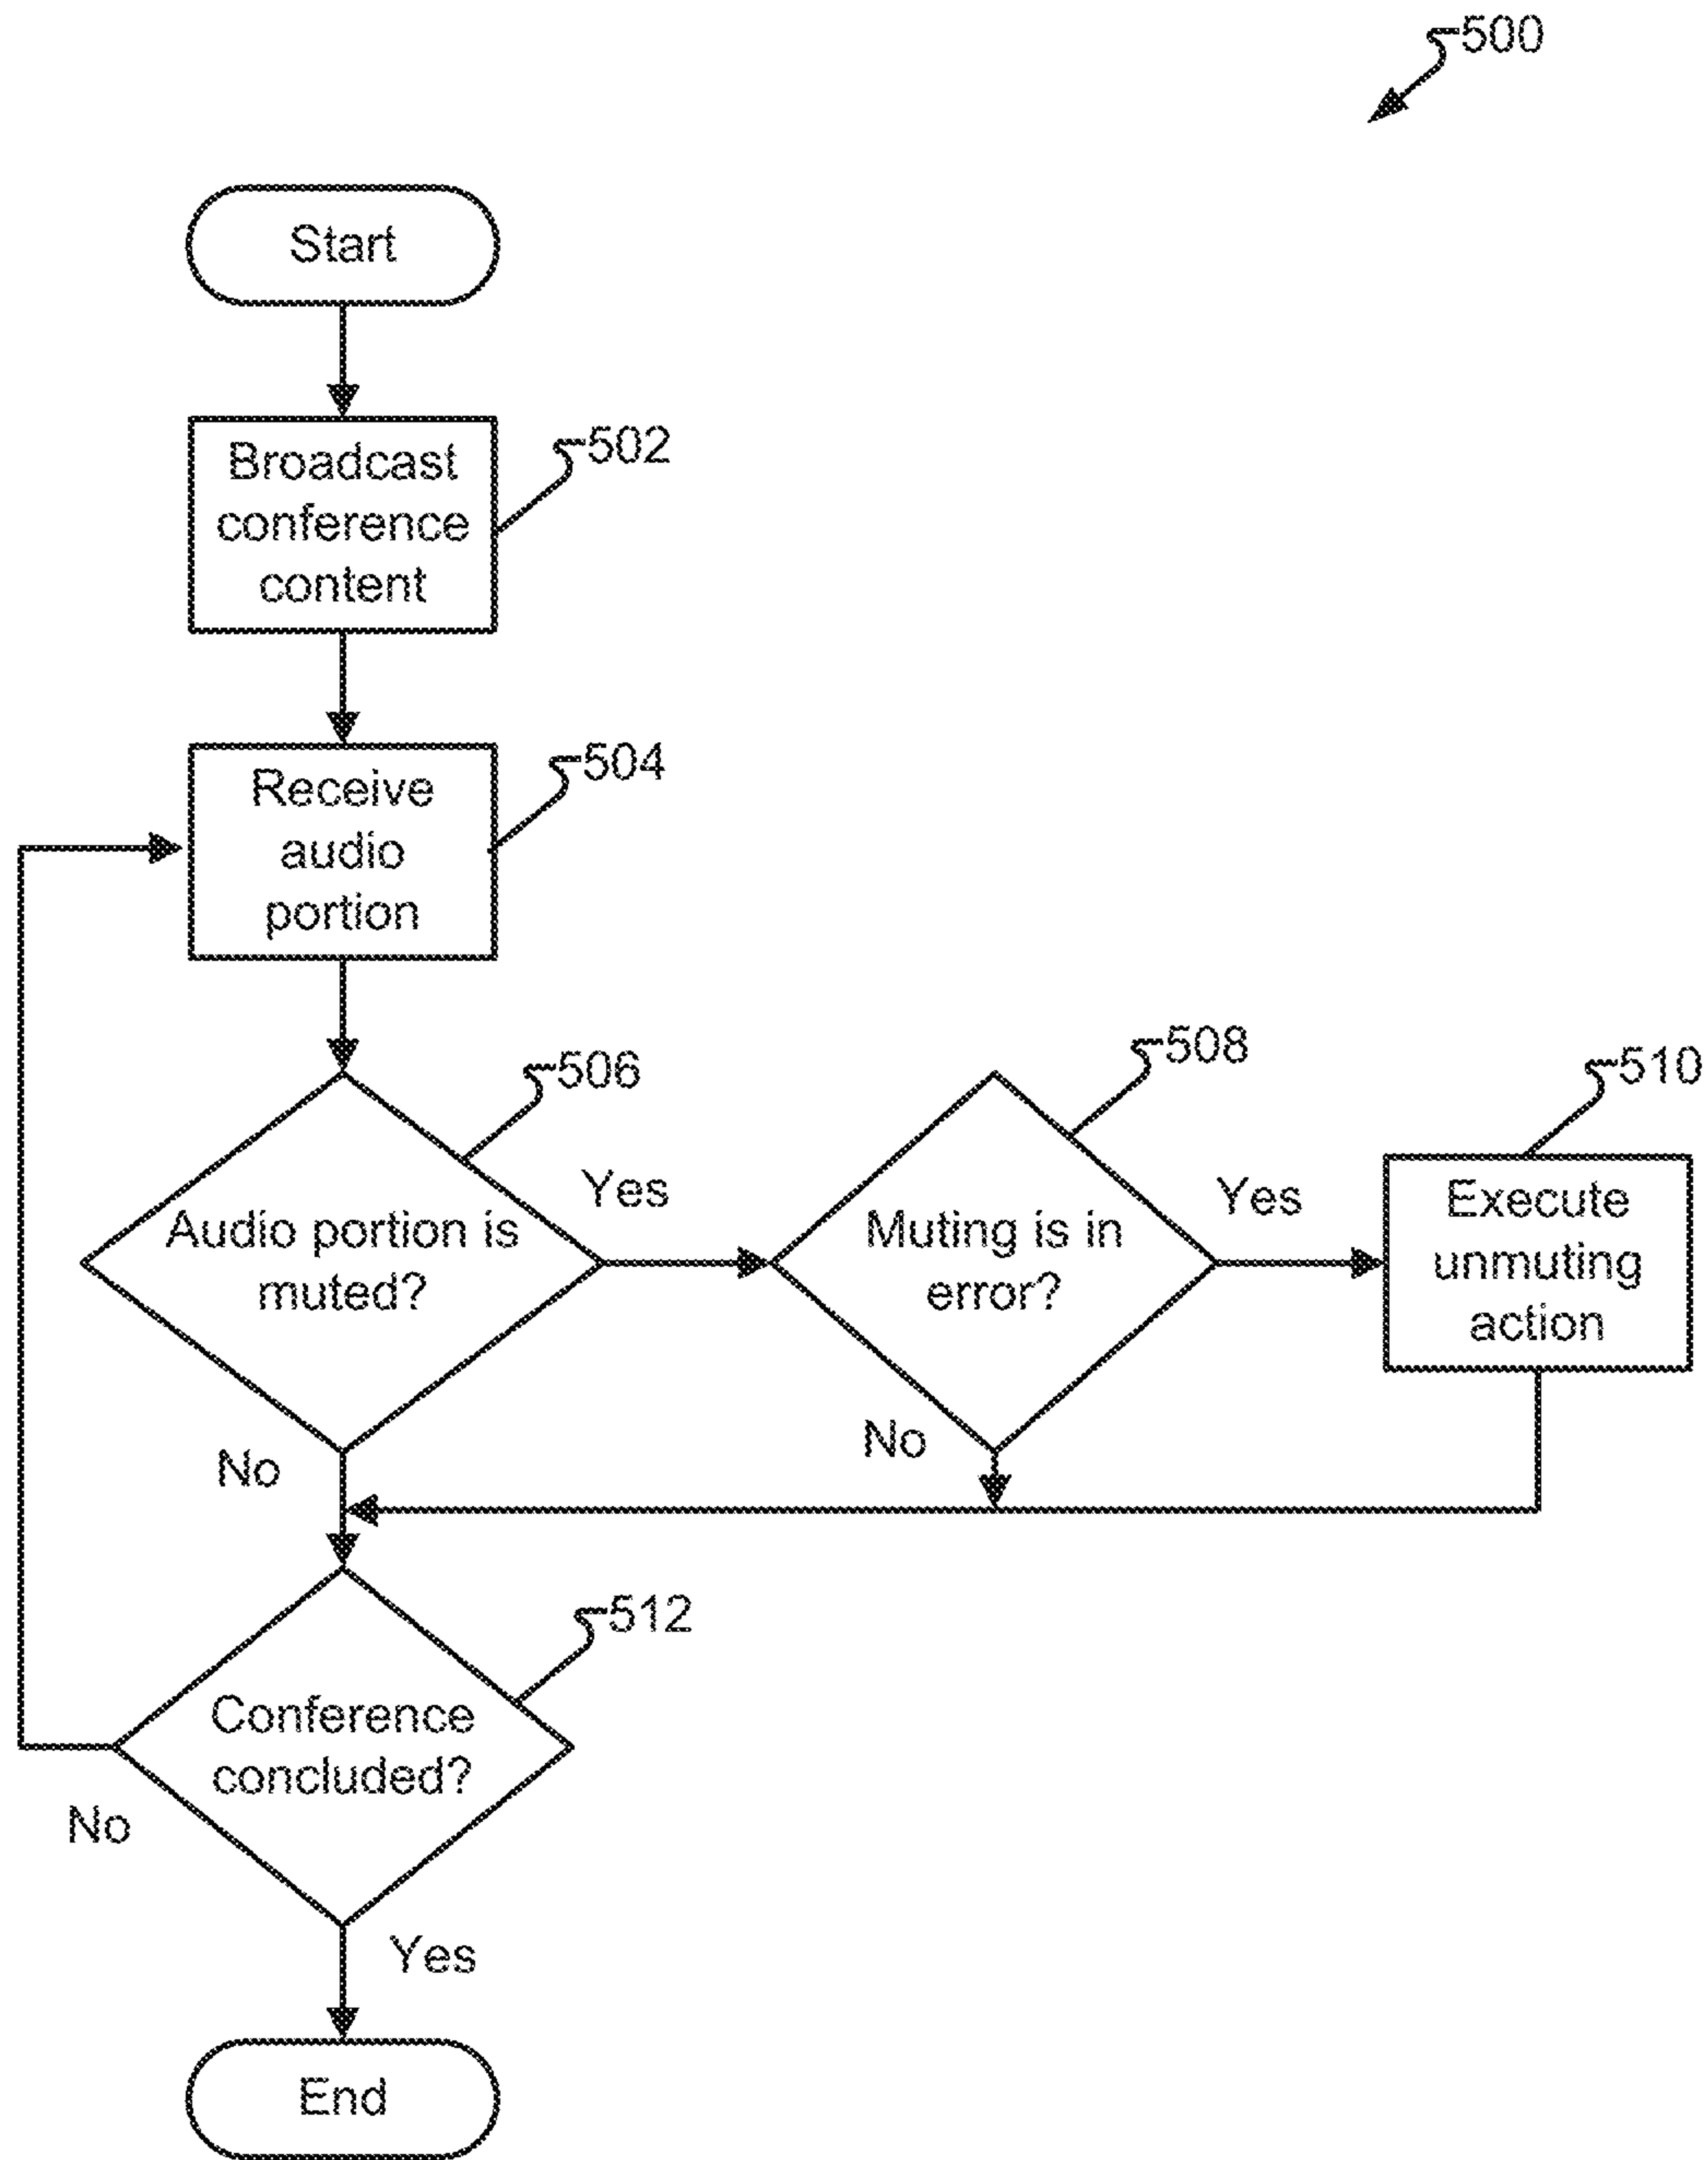 500
Start
Broadcast
conference
content
502
Receive
audio
portion
504
Audio portion is
muted?
506
Yes
Muting is in
error?
508
Yes
Execute
unmuting
action
510
No
No
Conference
concluded?
512
No
Yes
End